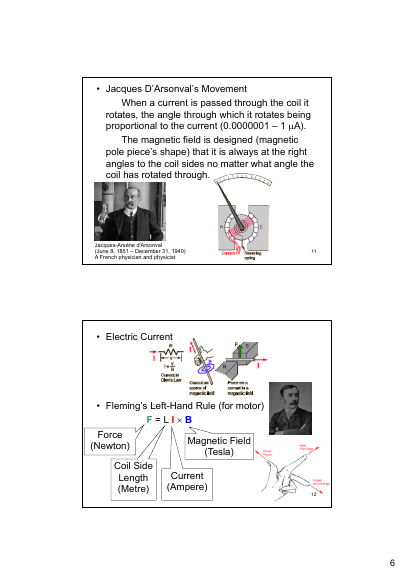 • Jacques D'Arsonval's Movement
When a current is passed through the coil it
rotates, the angle through which it rotates being
proportional to the current (0.0000001 – 1 μA).
The magnetic field is designed (magnetic
pole piece's shape) that it is always at the right
angles to the coil sides no matter what angle the
coil has rotated through.
N
S
Current
Restoring
spring
Jacques-Arsène d'Arsonval
(June 8, 1851 – December 31, 1940)
A French physician and physicist
11
• Electric Current
R
I
V
I = V
R
Current in
Ohm's Law
I
B
Current as
source of
magnetic field
F
I
N
Force on a
current in a
magnetic field
• Fleming's Left-Hand Rule (for motor)
F = L I × B
Force
(Newton)
Magnetic Field
(Tesla)
Coil Side
Length
(Metre)
Current
(Ampere)
12
6